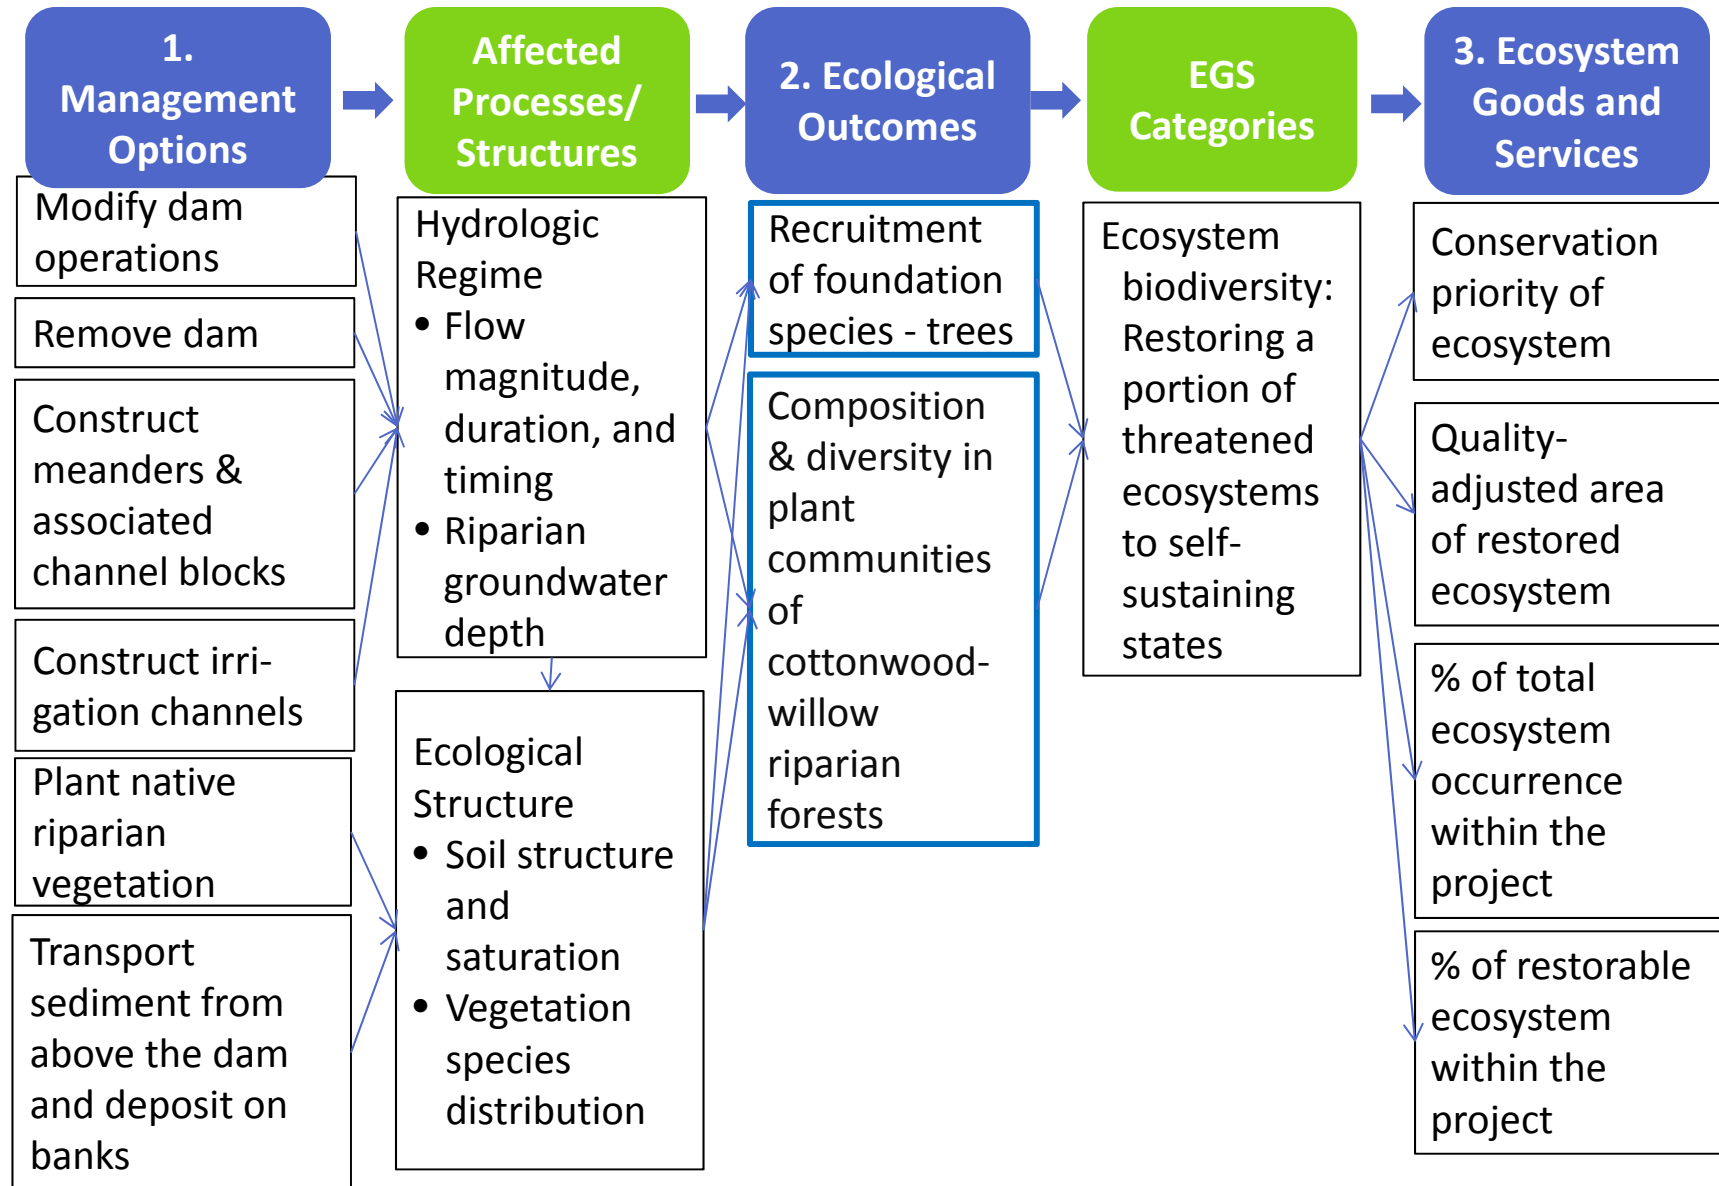 1.
Management
Options
Affected
Processes/
Structures
2. Ecological
Outcomes
EGS
Categories
3. Ecosystem
Goods and
Services
Modify dam
operations
Remove dam
Construct
meanders &
associated
channel blocks
Construct irri-
gation channels
Plant native
riparian
vegetation
Transport
sediment from
above the dam
and deposit on
banks
Hydrologic
Regime
• Flow
magnitude,
duration, and
timing
• Riparian
groundwater
depth
Ecological
Structure
• Soil structure
and
saturation
• Vegetation
species
distribution
Recruitment
of foundation
species - trees
Composition
& diversity in
plant
communities
of
cottonwood-
willow
riparian
forests
Ecosystem
biodiversity:
Restoring a
portion of
threatened
ecosystems
to self-
sustaining
states
Conservation
priority of
ecosystem
Quality-
adjusted area
of restored
ecosystem
% of total
ecosystem
occurrence
within the
project
% of restorable
ecosystem
within the
project